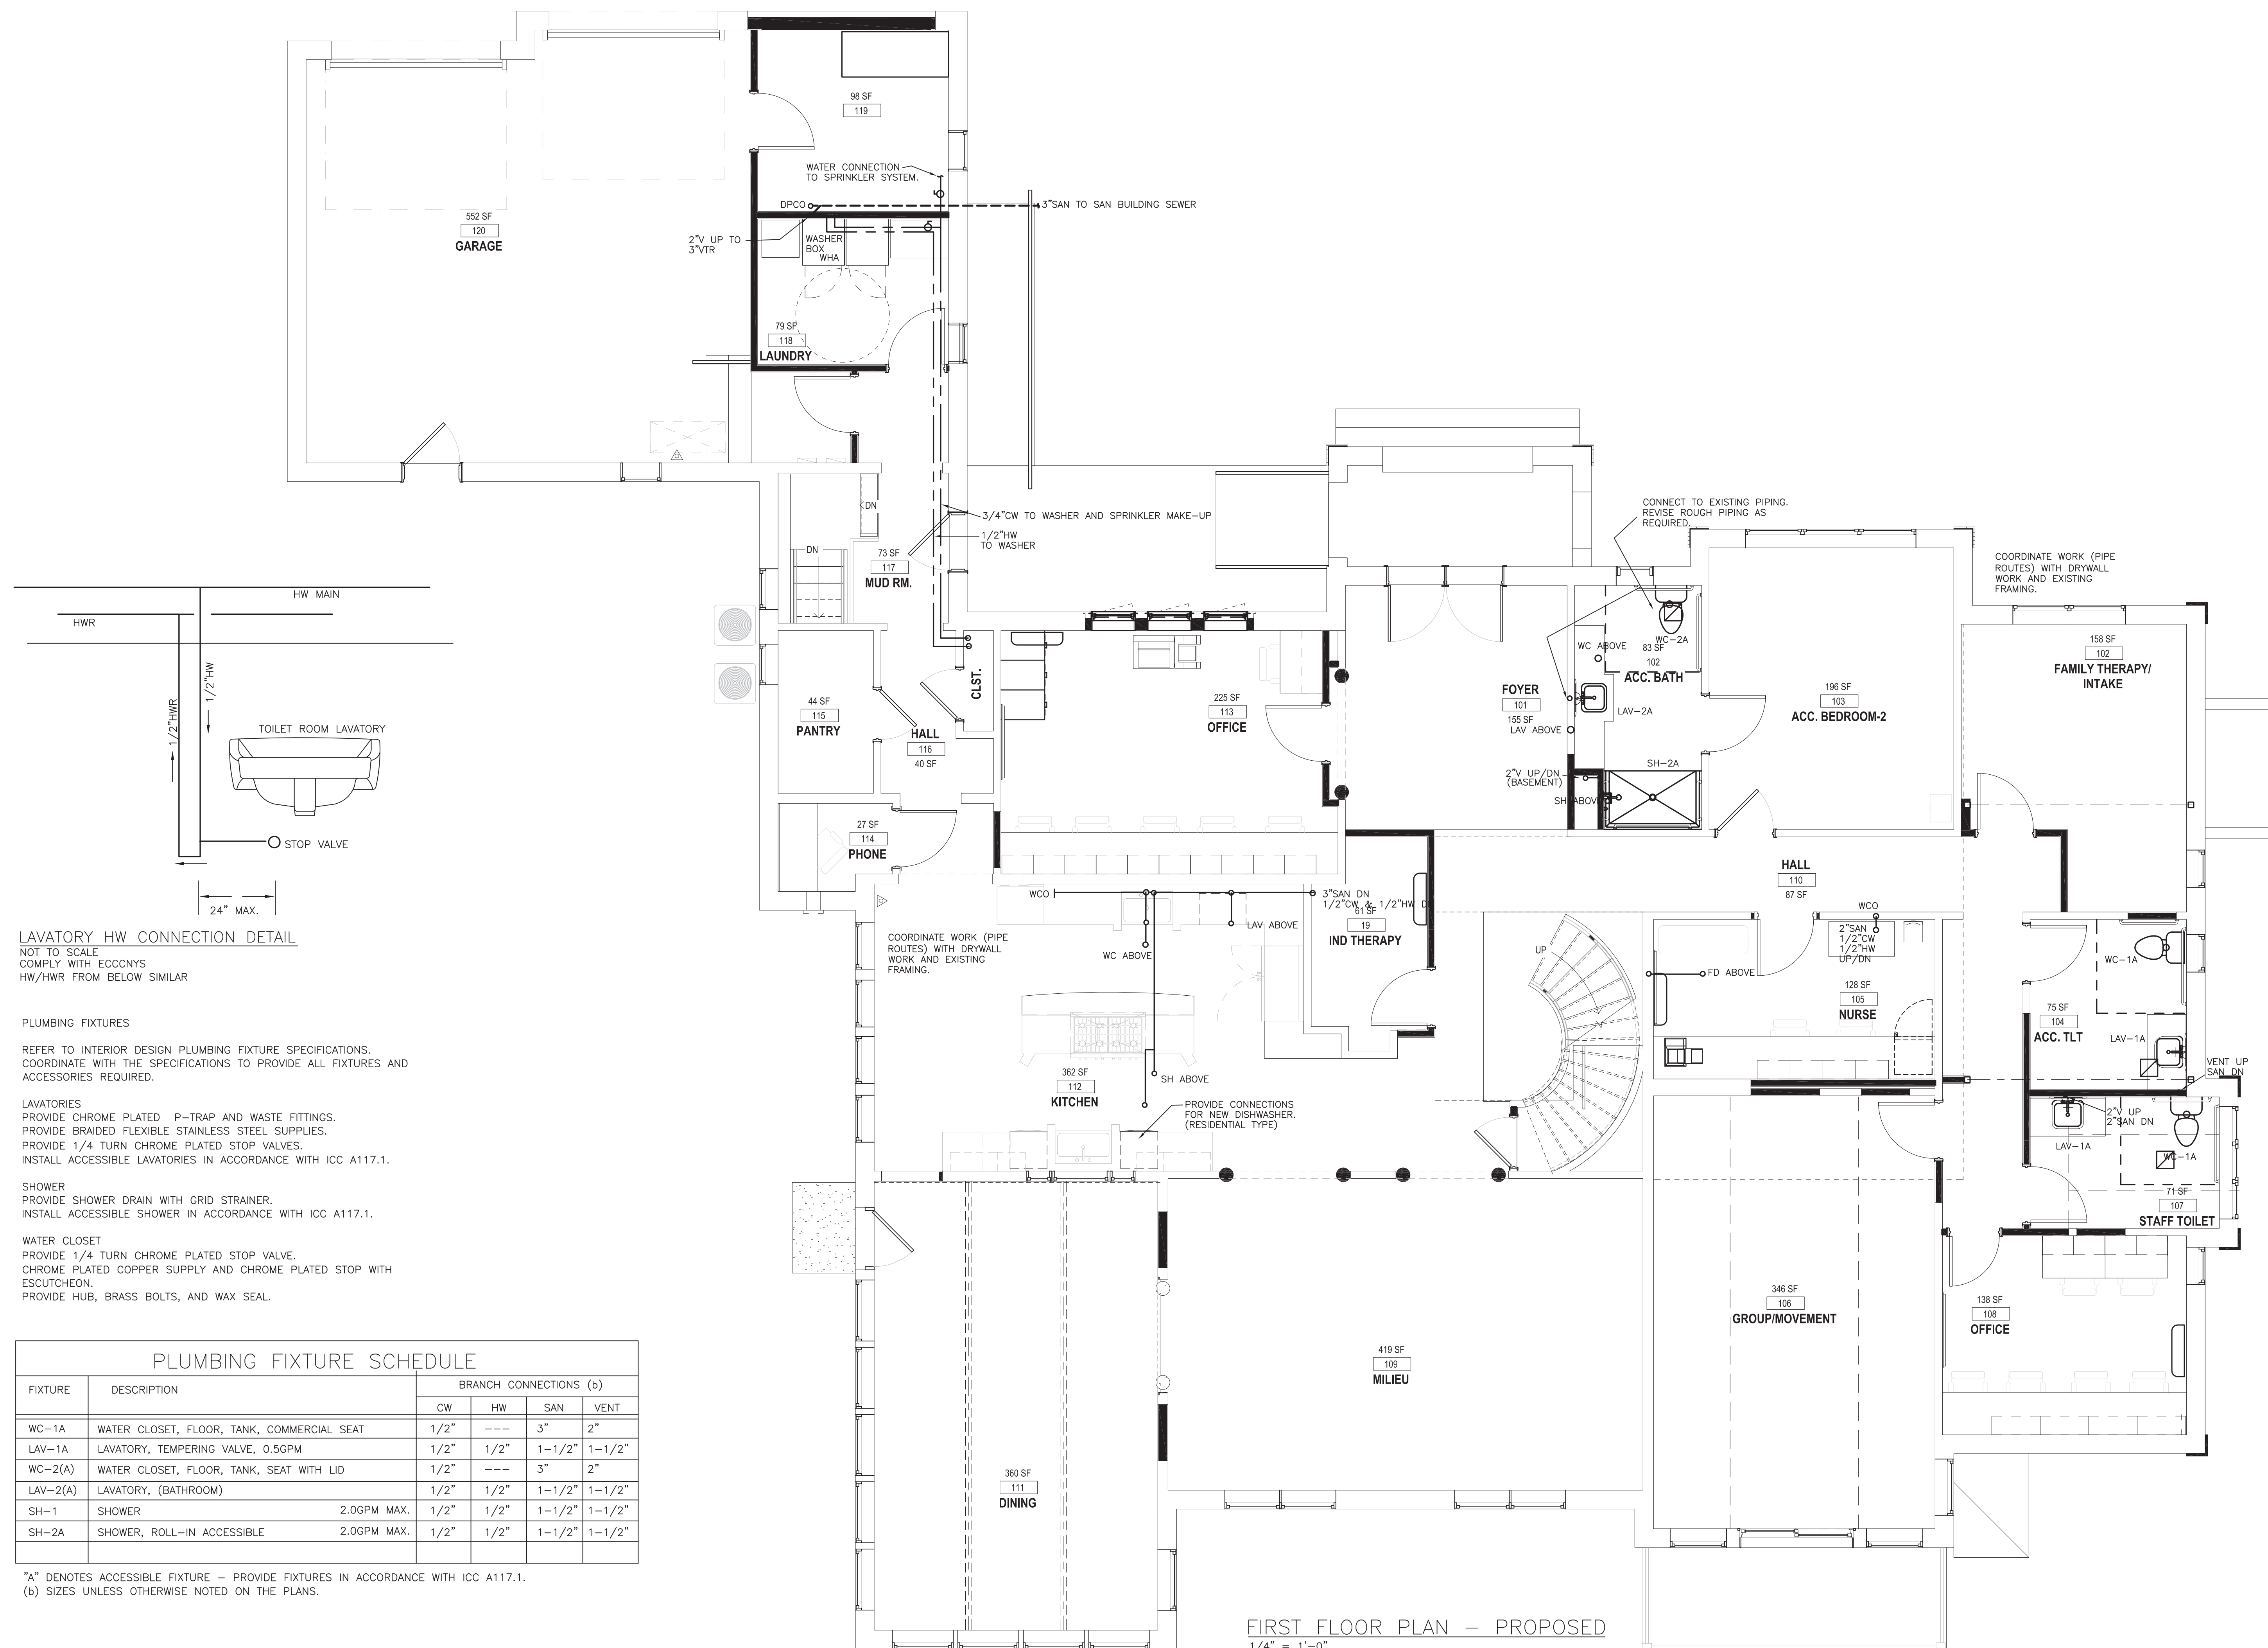 98 SF
119
WATER CONNECTION
TO SPRINKLER SYSTEM.
DPCO
3"SAN TO SAN BUILDING SEWER
2"V UP TO
3"VTR
WASHER
BOX
WHA
552 SF
120
GARAGE
79 SF
118
LAUNDRY
DN
DN
3/4"CW TO WASHER AND SPRINKLER MAKE-UP
1/2"HW
TO WASHER
73 SF
117
MUD RM.
CONNECT TO EXISTING PIPING.
REVISE ROUGH PIPING AS
REQUIRED.
COORDINATE WORK (PIPE
ROUTES) WITH DRYWALL
WORK AND EXISTING
FRAMING.
HW MAIN
HWR
1/2"HWR
1/2"HW
TOILET ROOM LAVATORY
STOP VALVE
24" MAX.
LAVATORY HW CONNECTION DETAIL
NOT TO SCALE
COMPLY WITH ECCCNYS
HW/HWR FROM BELOW SIMILAR
44 SF
115
PANTRY
HALL
116
40 SF
CLST.
225 SF
113
OFFICE
FOYER
101
155 SF
LAV ABOVE
WC ABOVE
WC-2A
83 SF
102
ACC. BATH
LAV-2A
SH-2A
2"V UP/DN
(BASEMENT)
SH ABOVE
196 SF
103
ACC. BEDROOM-2
158 SF
102
FAMILY THERAPY/
INTAKE
27 SF
114
PHONE
WCO
3"SAN DN
1/2"CW & 1/2"HW D
61 SF
19
IND THERAPY
LAV ABOVE
WC ABOVE
COORDINATE WORK (PIPE
ROUTES) WITH DRYWALL
WORK AND EXISTING
FRAMING.
UP
HALL
110
87 SF
WCO
2"SAN
1/2"CW
1/2"HW
UP/DN
FD ABOVE
128 SF
105
NURSE
WC-1A
75 SF
104
ACC. TLT
LAV-1A
VENT UP
SAN DN
2"V UP
2"SAN DN
LAV-1A
WC-1A
71 SF
107
STAFF TOILET
362 SF
112
KITCHEN
SH ABOVE
PROVIDE CONNECTIONS
FOR NEW DISHWASHER.
(RESIDENTIAL TYPE)
346 SF
106
GROUP/MOVEMENT
138 SF
108
OFFICE
419 SF
109
MILIEU
360 SF
111
DINING
PLUMBING FIXTURES
REFER TO INTERIOR DESIGN PLUMBING FIXTURE SPECIFICATIONS.
COORDINATE WITH THE SPECIFICATIONS TO PROVIDE ALL FIXTURES AND
ACCESSORIES REQUIRED.
LAVATORIES
PROVIDE CHROME PLATED P-TRAP AND WASTE FITTINGS.
PROVIDE BRAIDED FLEXIBLE STAINLESS STEEL SUPPLIES.
PROVIDE 1/4 TURN CHROME PLATED STOP VALVES.
INSTALL ACCESSIBLE LAVATORIES IN ACCORDANCE WITH ICC A117.1.
SHOWER
PROVIDE SHOWER DRAIN WITH GRID STRAINER.
INSTALL ACCESSIBLE SHOWER IN ACCORDANCE WITH ICC A117.1.
WATER CLOSET
PROVIDE 1/4 TURN CHROME PLATED STOP VALVE.
CHROME PLATED COPPER SUPPLY AND CHROME PLATED STOP WITH
ESCUTCHEON.
PROVIDE HUB, BRASS BOLTS, AND WAX SEAL.
PLUMBING FIXTURE SCHEDULE
FIXTURE DESCRIPTION BRANCH CONNECTIONS (b)
CW HW SAN VENT
WC-1A WATER CLOSET, FLOOR, TANK, COMMERCIAL SEAT 1/2" --- 3" 2"
LAV-1A LAVATORY, TEMPERING VALVE, 0.5GPM 1/2" 1/2" 1-1/2" 1-1/2"
WC-2(A) WATER CLOSET, FLOOR, TANK, SEAT WITH LID 1/2" --- 3" 2"
LAV-2(A) LAVATORY, (BATHROOM) 1/2" 1/2" 1-1/2" 1-1/2"
SH-1 SHOWER 2.0GPM MAX. 1/2" 1/2" 1-1/2" 1-1/2"
SH-2A SHOWER, ROLL-IN ACCESSIBLE 2.0GPM MAX. 1/2" 1/2" 1-1/2" 1-1/2"
"A" DENOTES ACCESSIBLE FIXTURE - PROVIDE FIXTURES IN ACCORDANCE WITH ICC A117.1.
(b) SIZES UNLESS OTHERWISE NOTED ON THE PLANS.
FIRST FLOOR PLAN - PROPOSED
1/4" = 1'-0"